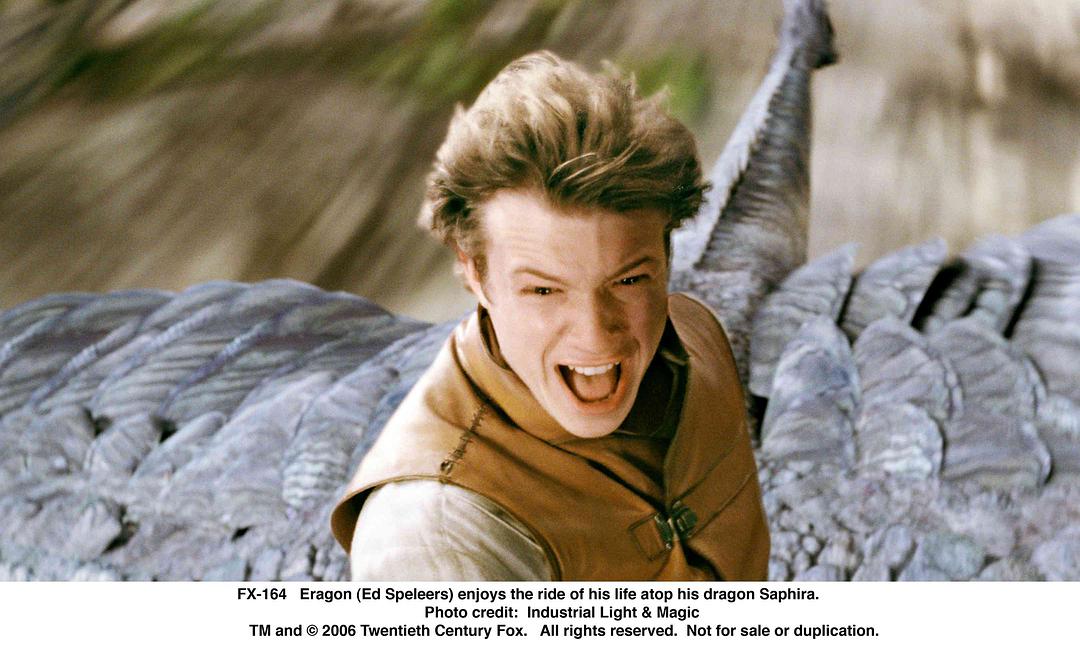 FX-164   Eragon (Ed Speleers) enjoys the ride of his life atop his dragon Saphira.
Photo credit:  Industrial Light & Magic
TM and © 2006 Twentieth Century Fox.   All rights reserved.  Not for sale or duplication.